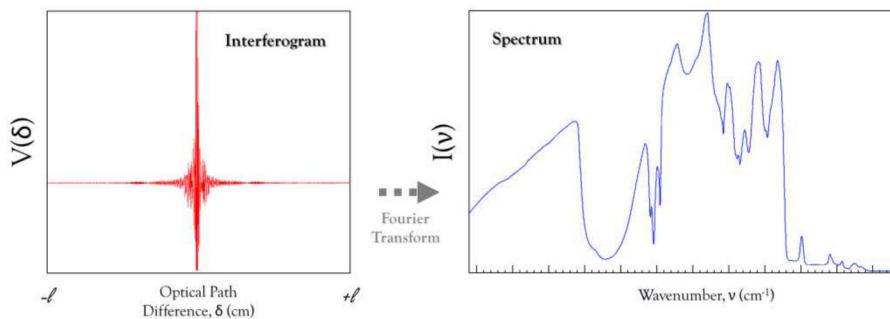 Interferogram
V(δ)
-ℓ
Optical Path
Difference, δ (cm)
+ℓ
Fourier
Transform
Spectrum
I(ν)
Wavenumber, ν (cm⁻¹)